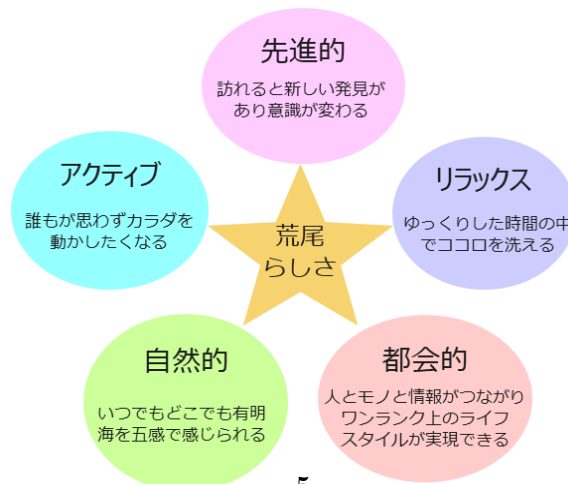 先進的
訪れると新しい発見が
あり意識が変わる
アクティブ
誰もが思わずカラダを
動かしたくなる
リラックス
ゆっくりした時間の中
でココロを洗える
荒尾
らしさ
自然的
いつでもどこでも有明
海を五感で感じられる
都会的
人とモノと情報がつながり
ワンランク上のライフ
スタイルが実現できる
5